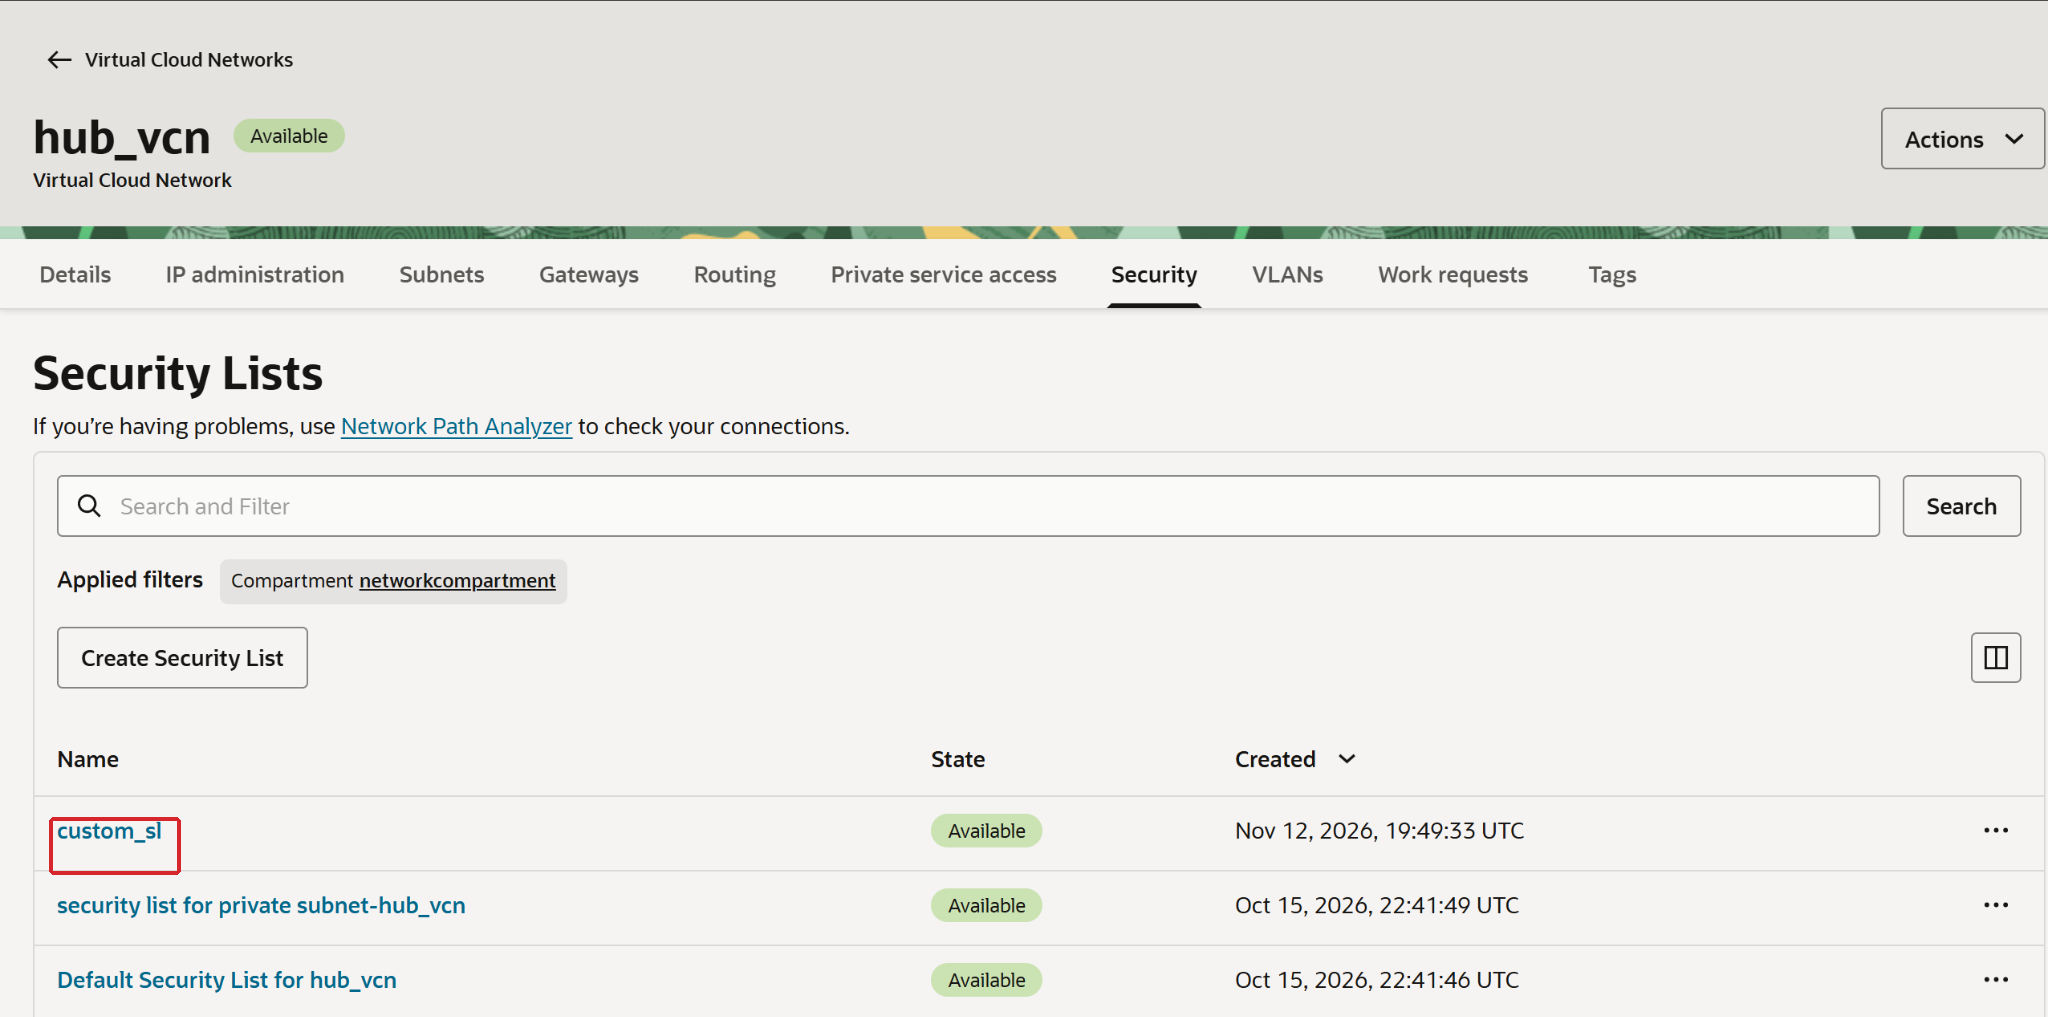 Virtual Cloud Networks
hub_vcn Available
Virtual Cloud Network
Actions
Details IP administration Subnets Gateways Routing Private service access Security VLANs Work requests Tags
Security Lists
If you’re having problems, use Network Path Analyzer to check your connections.
Search and Filter Search
Applied filters Compartment networkcompartment
Create Security List
Name State Created
custom_sl Available Nov 12, 2026, 19:49:33 UTC
security list for private subnet-hub_vcn Available Oct 15, 2026, 22:41:49 UTC
Default Security List for hub_vcn Available Oct 15, 2026, 22:41:46 UTC